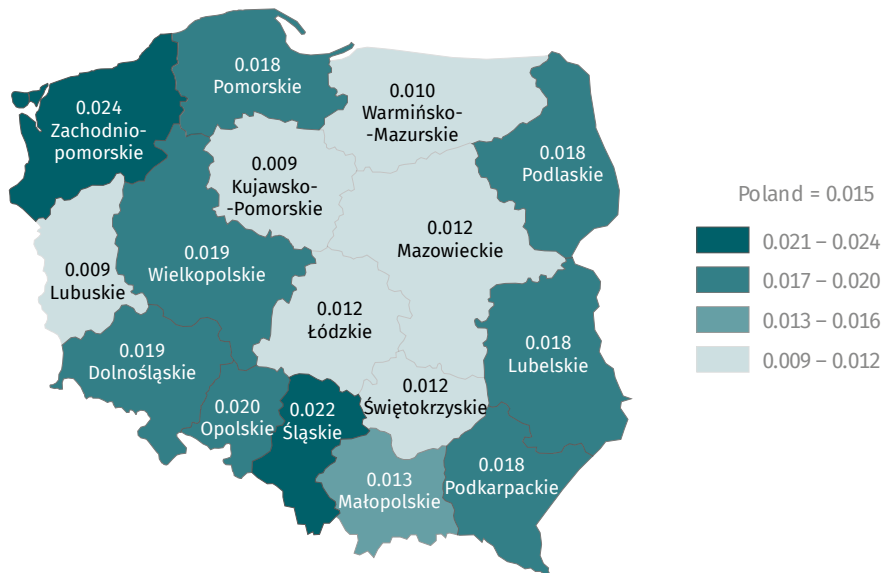 0.018
Pomorskie
0.010
Warmińsko-
-Mazurskie
0.024
Zachodnio-
pomorskie
0.009
Kujawsko-
-Pomorskie
0.018
Podlaskie
0.012
Mazowieckie
0.019
Wielkopolskie
0.009
Lubuskie
0.012
Łódzkie
0.018
Lubelskie
0.019
Dolnośląskie
0.020
Opolskie
0.022
Śląskie
0.012
Świętokrzyskie
0.013
Małopolskie
0.018
Podkarpackie
Poland = 0.015
0.021 – 0.024
0.017 – 0.020
0.013 – 0.016
0.009 – 0.012